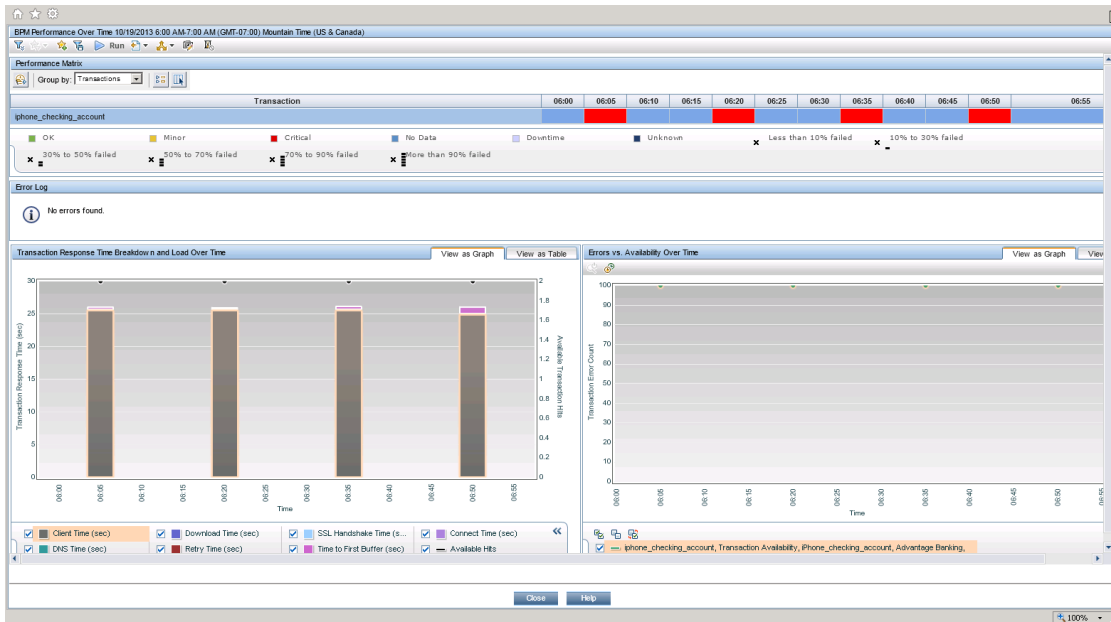 BPM Performance Over Time 10/19/2013 6:00 AM-7:00 AM (GMT-07:00) Mountain Time (US & Canada)
Run
Performance Matrix
Group by: Transactions
Transaction 06:00 06:05 06:10 06:15 06:20 06:25 06:30 06:35 06:40 06:45 06:50 06:55
iphone_checking_account
OK Minor Critical No Data Downtime Unknown Less than 10% failed 10% to 30% failed
30% to 50% failed 50% to 70% failed 70% to 90% failed More than 90% failed
Error Log
No errors found.
Transaction Response Time Breakdown and Load Over Time View as Graph View as Table
30 25 20 15 10 5 0
Transaction Response Time (sec)
2 1.8 1.6 1.4 1.2 1 0.8 0.6 0.4 0.2 0
Available Transaction Hits
06:00 06:05 06:10 06:15 06:20 06:25 06:30 06:35 06:40 06:45 06:50 06:55
Time
Client Time (sec) Download Time (sec) SSL Handshake Time (s... Connect Time (sec)
DNS Time (sec) Retry Time (sec) Time to First Buffer (sec) Available Hits
Errors vs. Availability Over Time View as Graph View
100 90 80 70 60 50 40 30 20 10 0
Transaction Error Count
06:00 06:05 06:10 06:15 06:20 06:25 06:30 06:35 06:40 06:45 06:50 06:55
Time
iphone_checking_account, Transaction Availability, iPhone_checking_account, Advantage Banking,
Close Help
100%